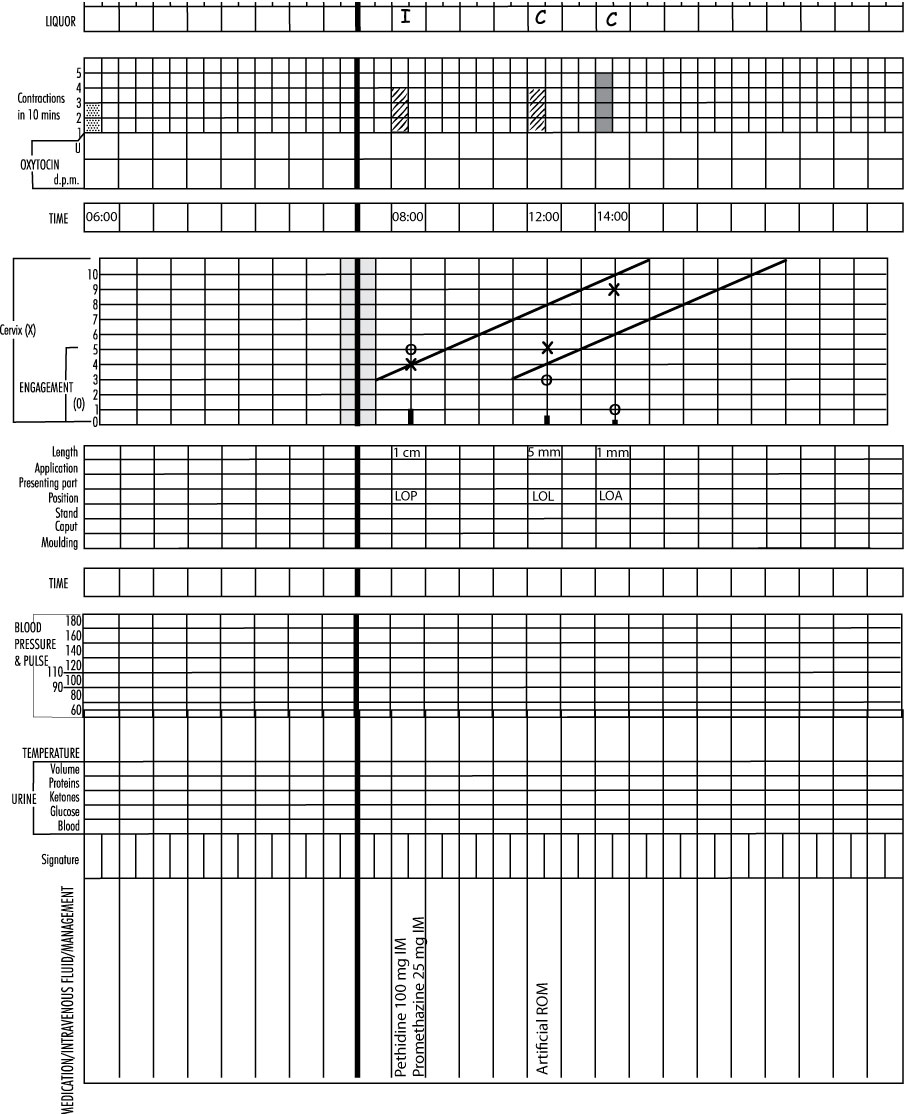 LIQUOR I C C
5
4
Contractions 3
in 10 mins 2
1
U
OXYTOCIN
d.p.m.
TIME 06:00 08:00 12:00 14:00
10
9
8
7
Cervix (X) 6
5
4
ENGAGEMENT 3
(O) 2
1
0
Length 1 cm 5 mm 1 mm
Application
Presenting part
Position LOP LOL LOA
Stand
Caput
Moulding
TIME
BLOOD PRESSURE & PULSE
180
160
140
120
110
100
90
80
60
TEMPERATURE
URINE
Volume
Proteins
Ketones
Glucose
Blood
Signature
MEDICATION/INTRAVENOUS FLUID/MANAGEMENT
Pethidine 100 mg IM
Promethazine 25 mg IM
Artificial ROM